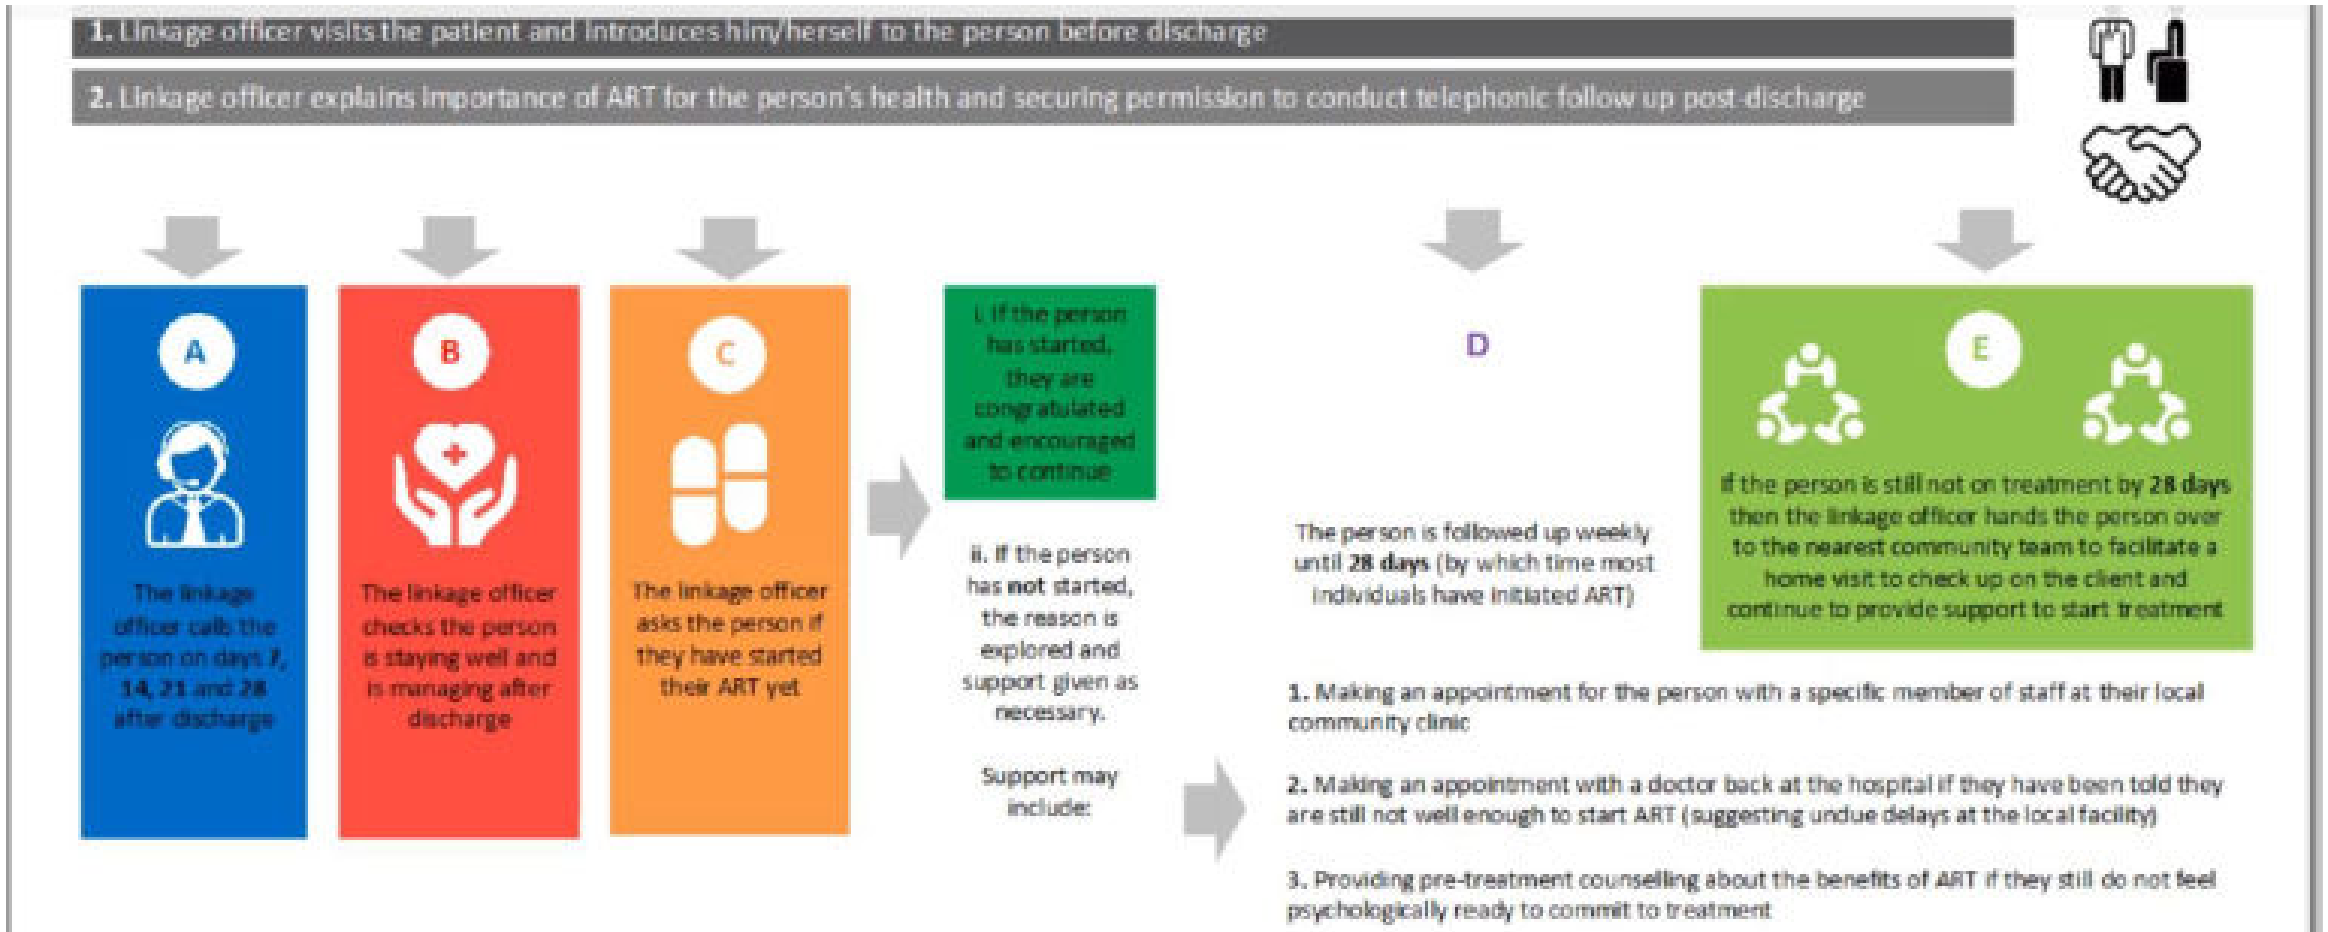 1. Linkage officer visits the patient and introduces him/herself to the person before discharge
2. Linkage officer explains importance of ART for the person's health and securing permission to conduct telephonic follow up post-discharge
A
The linkage
officer calls the
person on days 7,
14, 21 and 28
after discharge
B
The linkage officer
checks the person
is staying well and
is managing after
discharge
C
The linkage officer
asks the person if
they have started
their ART yet
i. If the person
has started,
they are
congratulated
and encouraged
to continue
ii. If the person
has not started,
the reason is
explored and
support given as
necessary.
Support may
include:
D
The person is followed up weekly
until 28 days (by which time most
individuals have initiated ART)
E
If the person is still not on treatment by 28 days
then the linkage officer hands the person over
to the nearest community team to facilitate a
home visit to check up on the client and
continue to provide support to start treatment
1. Making an appointment for the person with a specific member of staff at their local
community clinic
2. Making an appointment with a doctor back at the hospital if they have been told they
are still not well enough to start ART (suggesting undue delays at the local facility)
3. Providing pre-treatment counselling about the benefits of ART if they still do not feel
psychologically ready to commit to treatment